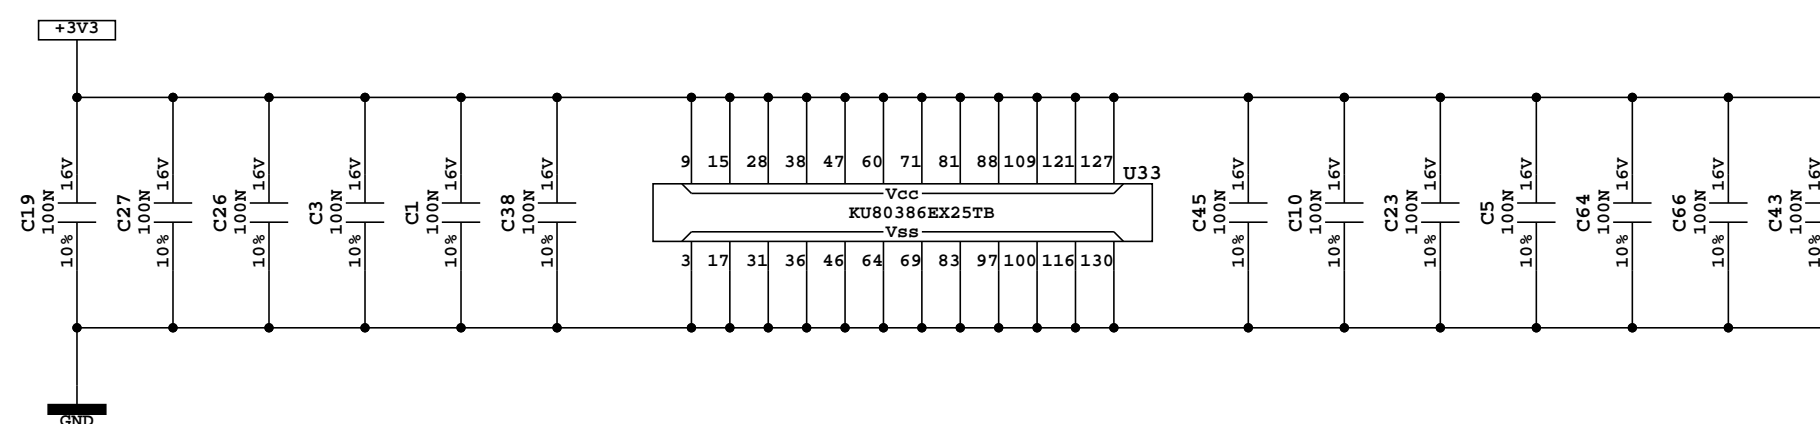 +3V3
C19 100N 16V 10%
C27 100N 16V 10%
C26 100N 16V 10%
C3 100N 16V 10%
C1 100N 16V 10%
C38 100N 16V 10%
9 15 28 38 47 60 71 81 88 109 121 127
U33
Vcc
KU80386EX25TB
Vss
3 17 31 36 46 64 69 83 97 100 116 130
C45 100N 16V 10%
C10 100N 16V 10%
C23 100N 16V 10%
C5 100N 16V 10%
C64 100N 16V 10%
C66 100N 16V 10%
C43 100N 16V 10%
GND